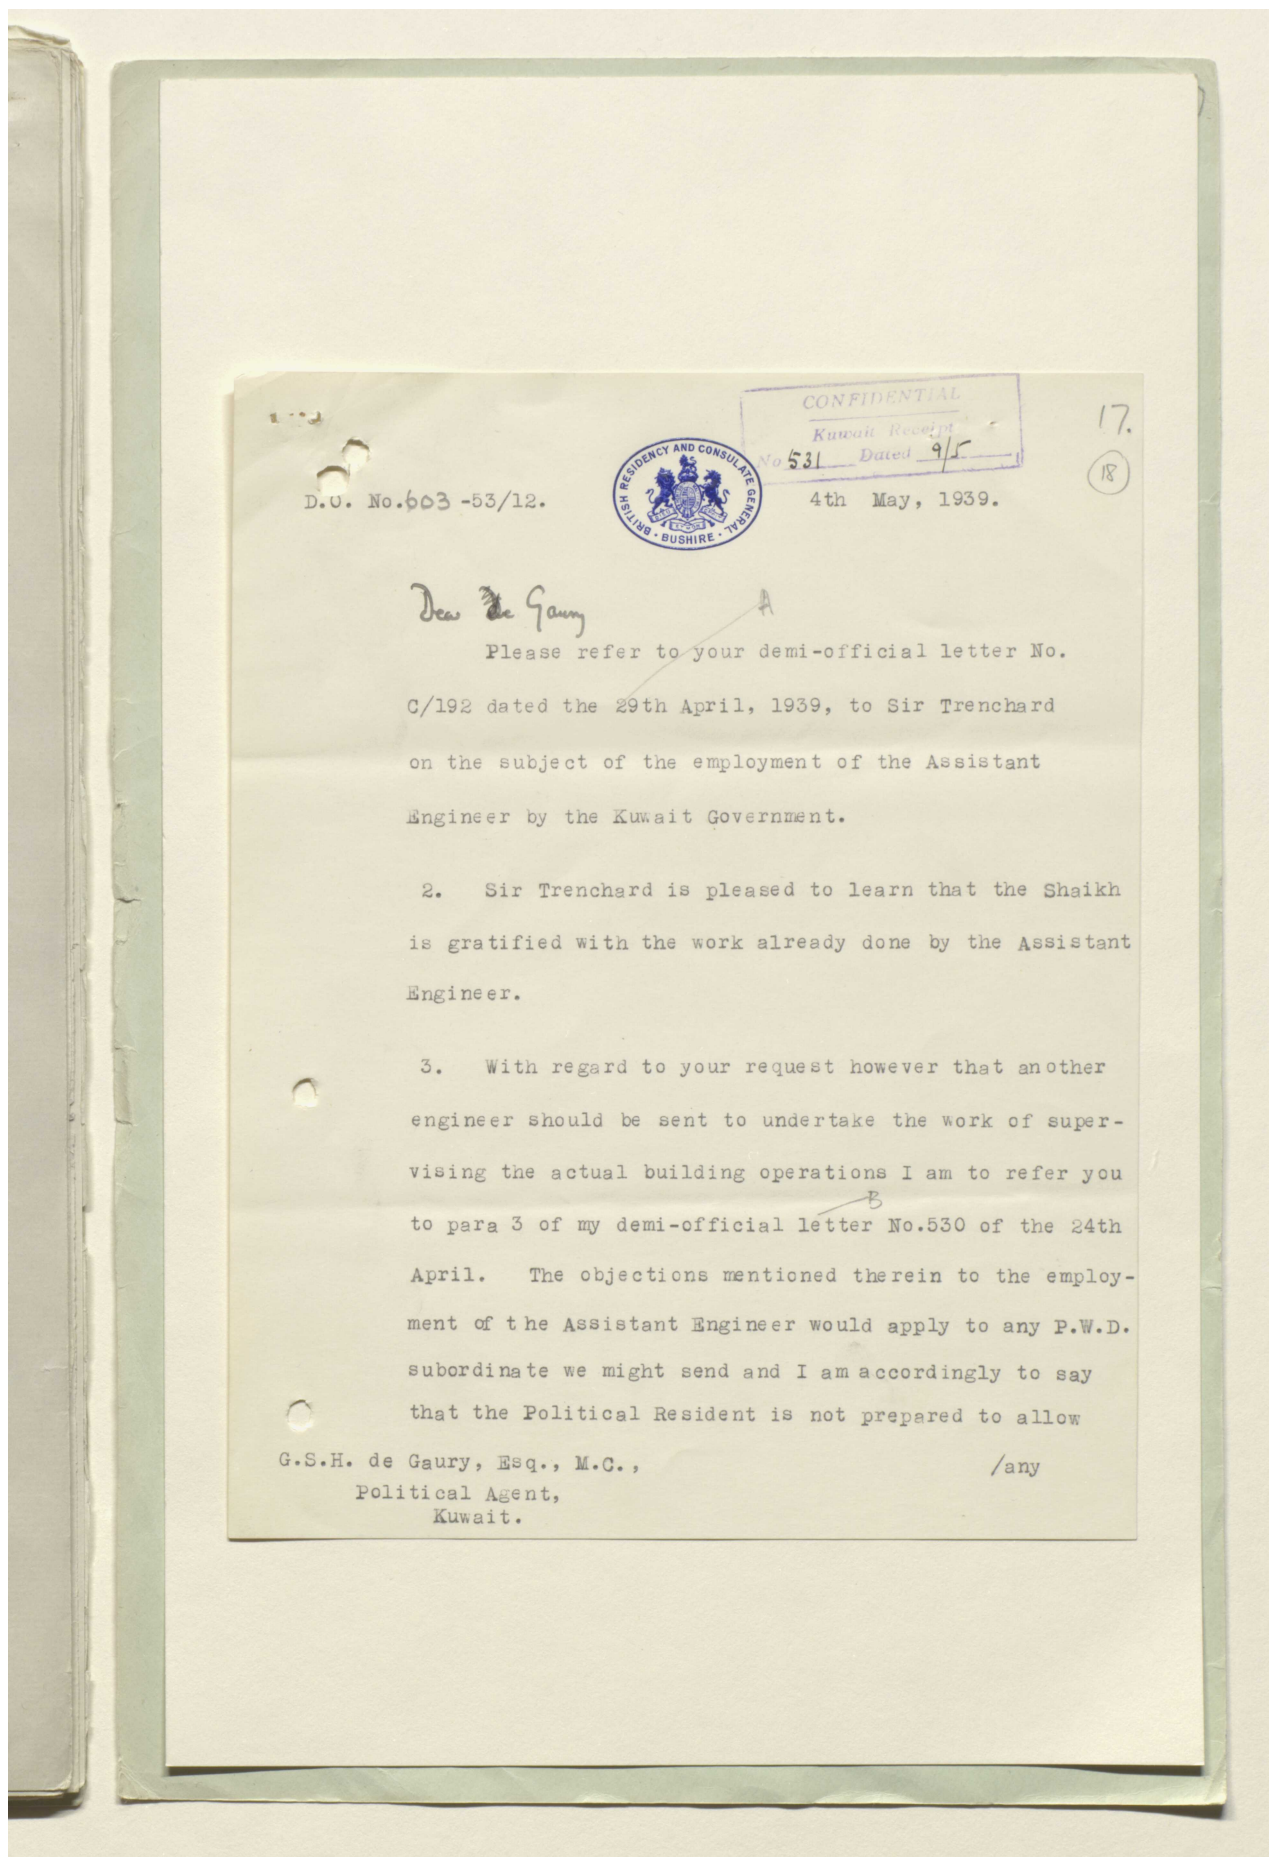 CONFIDENTIAL
Kuwait Receipt
No 531 Dated 9/5
17.
18
BRITISH RESIDENCY AND CONSULATE GENERAL
· BUSHIRE ·
D.O. No.603 -53/12.
4th May, 1939.
Dear de Gaury
A
Please refer to your demi-official letter No.
C/192 dated the 29th April, 1939, to Sir Trenchard
on the subject of the employment of the Assistant
Engineer by the Kuwait Government.
2. Sir Trenchard is pleased to learn that the Shaikh
is gratified with the work already done by the Assistant
Engineer.
3. With regard to your request however that another
engineer should be sent to undertake the work of super-
vising the actual building operations I am to refer you
B
to para 3 of my demi-official letter No.530 of the 24th
April. The objections mentioned therein to the employ-
ment of the Assistant Engineer would apply to any P.W.D.
subordinate we might send and I am accordingly to say
that the Political Resident is not prepared to allow
/any
G.S.H. de Gaury, Esq., M.C.,
Political Agent,
Kuwait.